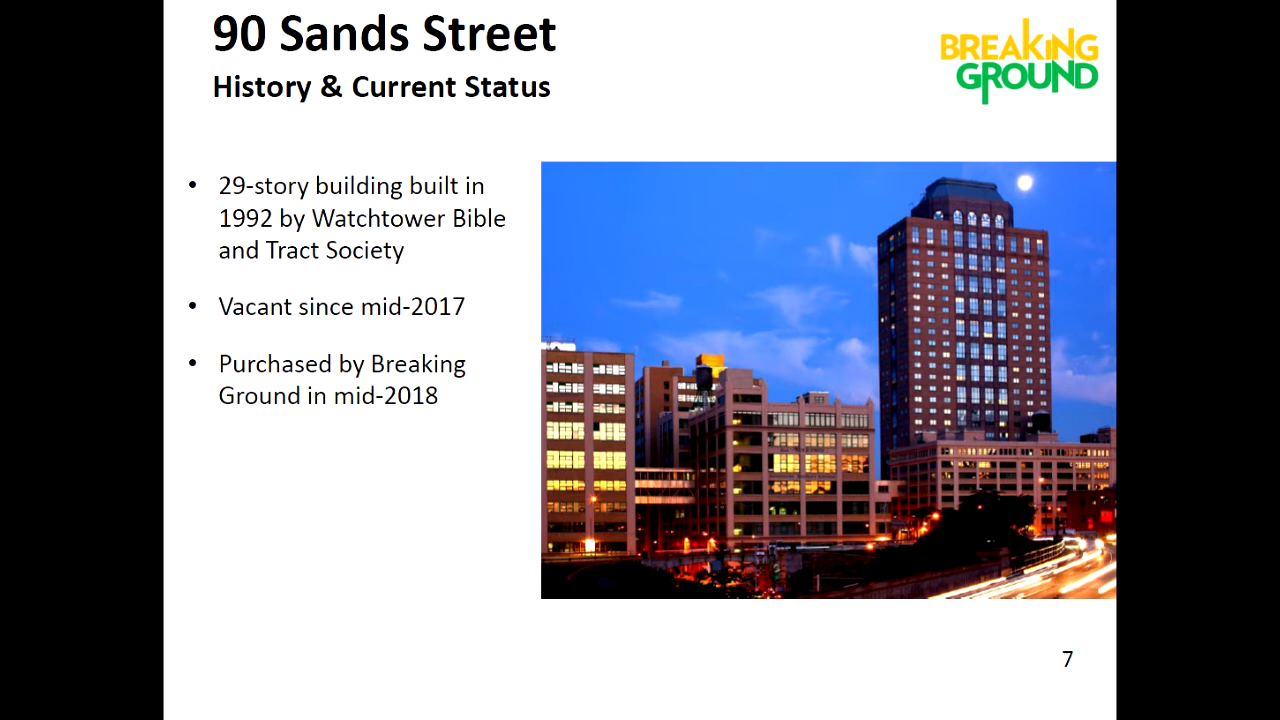 90 Sands Street
History & Current Status
BREAKING
GROUND
• 29-story building built in
1992 by Watchtower Bible
and Tract Society
• Vacant since mid-2017
• Purchased by Breaking
Ground in mid-2018
7